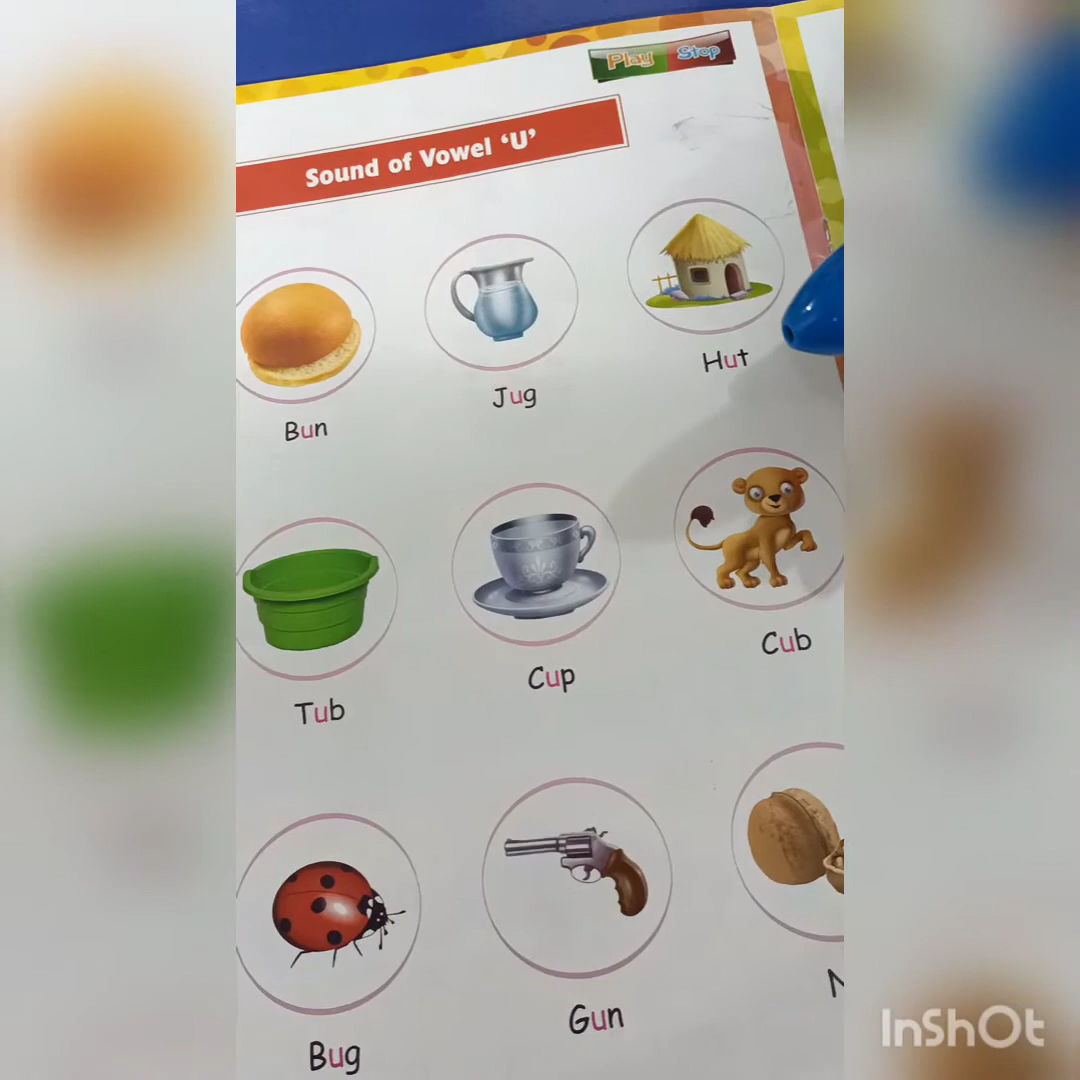 Play Stop
Sound of Vowel ‘U’
Bun Jug Hut
Tub Cup Cub
Bug Gun
InShOt